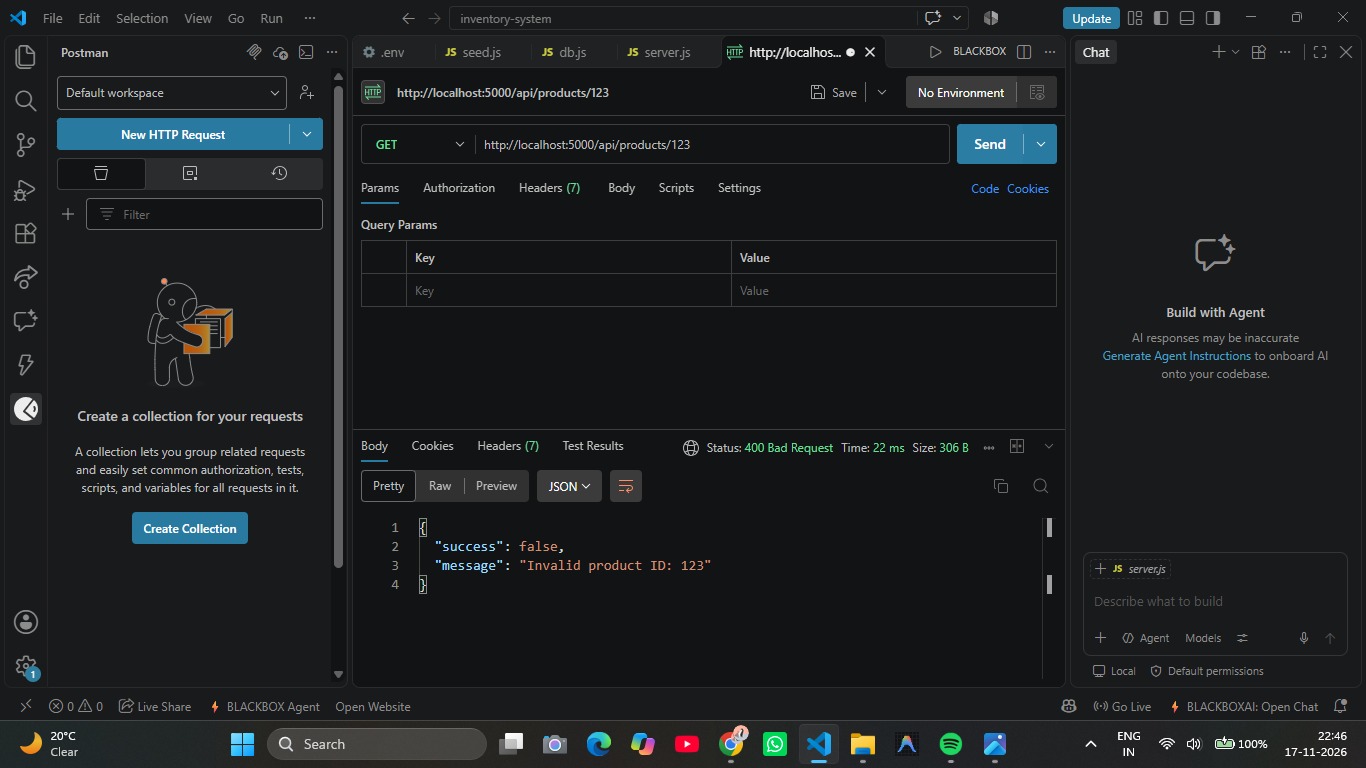 File Edit Selection View Go Run ···
inventory-system
Update
Postman
Default workspace
New HTTP Request
Filter
Create a collection for your requests
A collection lets you group related requests
and easily set common authorization, tests,
scripts, and variables for all requests in it.
Create Collection
.env
JS seed.js
JS db.js
JS server.js
HTTP http://localhos...
BLACKBOX
HTTP http://localhost:5000/api/products/123
Save
No Environment
GET
http://localhost:5000/api/products/123
Send
Params Authorization Headers (7) Body Scripts Settings
Code Cookies
Query Params
Key Value
Key Value
Body Cookies Headers (7) Test Results
Status: 400 Bad Request Time: 22 ms Size: 306 B
Pretty Raw Preview JSON
1 {
2 "success": false,
3 "message": "Invalid product ID: 123"
4 }
Chat
Build with Agent
AI responses may be inaccurate
Generate Agent Instructions to onboard AI
onto your codebase.
JS server.js
Describe what to build
Agent Models
Local Default permissions
1
0 0 Live Share BLACKBOX Agent Open Website
Go Live BLACKBOXAI: Open Chat
20°C
Clear
Search
ENG
IN
100%
22:46
17-11-2026